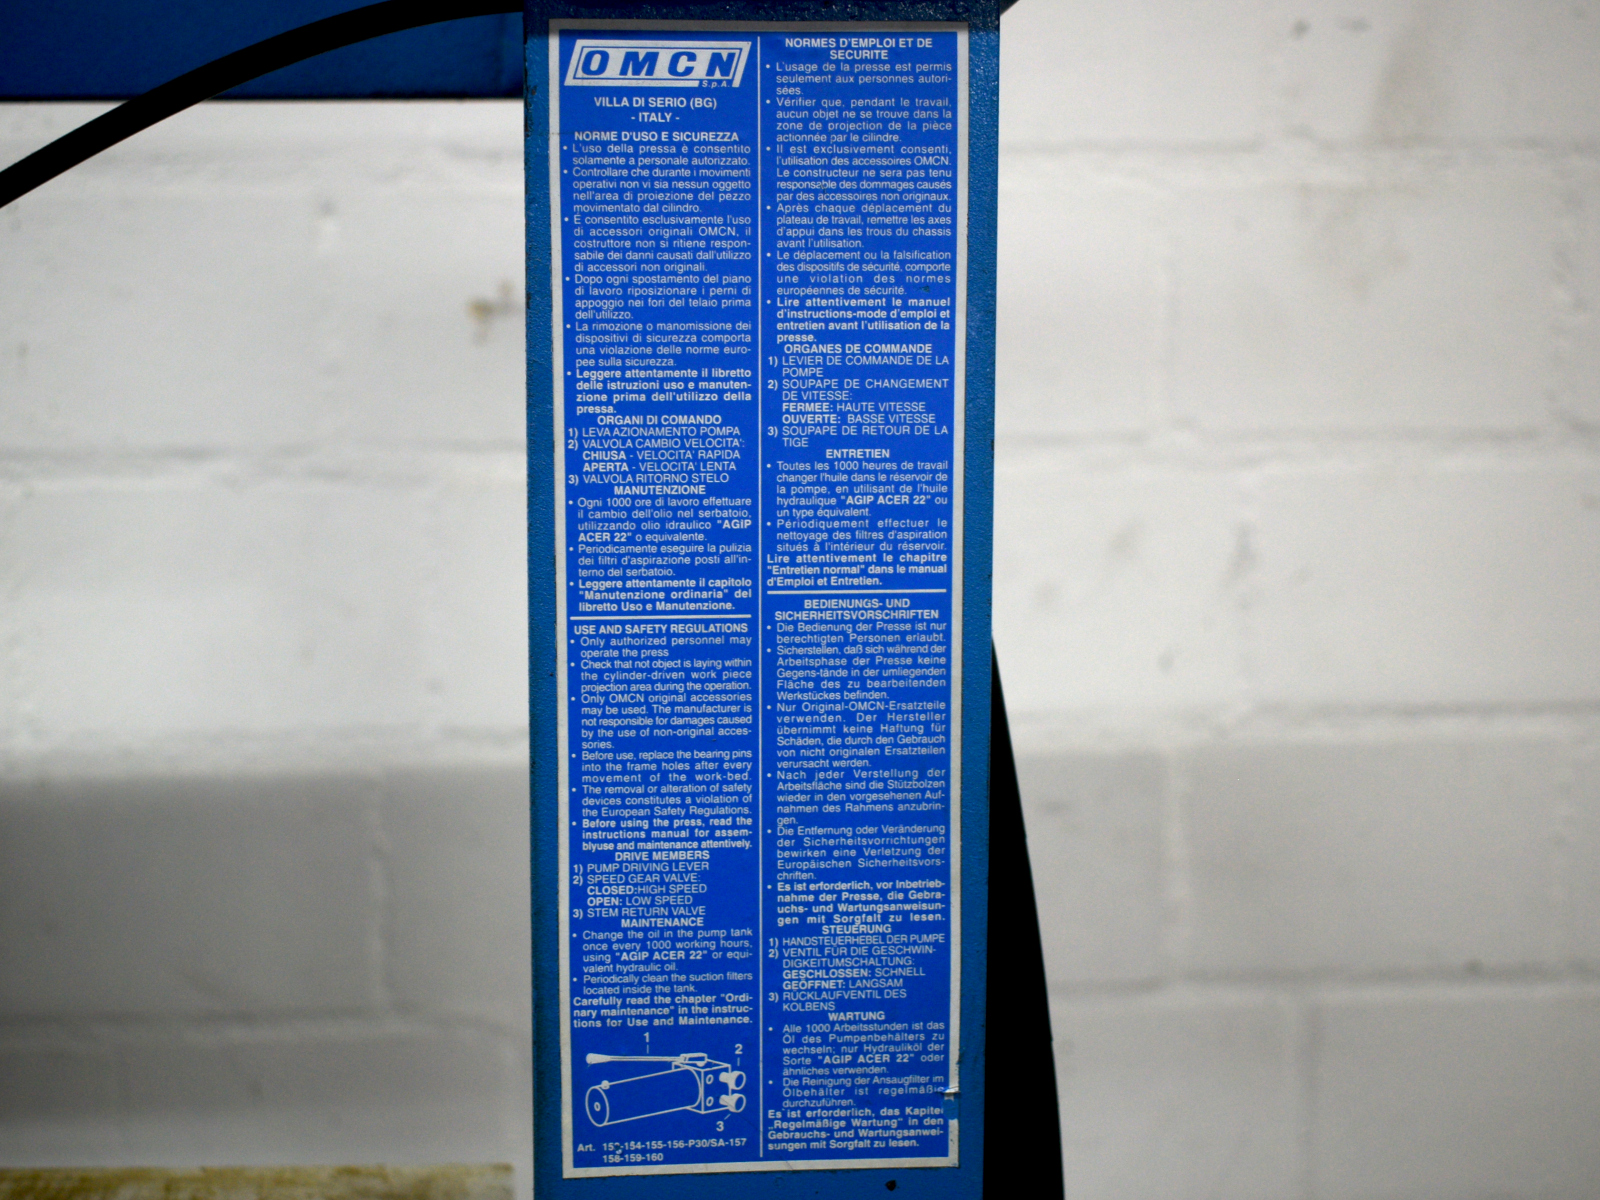 OMCN
S.p.A.
VILLA DI SERIO (BG)
- ITALY -
NORME D'USO E SICUREZZA
• L'uso della pressa è consentito
solamente a personale autorizzato.
• Controllare che durante i movimenti
operativi non vi sia nessun oggetto
nell'area di proiezione del pezzo
movimentato dal cilindro.
• E consentito esclusivamente l'uso
di accessori originali OMCN, il
costruttore non si ritiene respon-
sabile dei danni causati dall'utilizzo
di accessori non originali.
• Dopo ogni spostamento del piano
di lavoro riposizionare i perni di
appoggio nei fori del telaio prima
dell'utilizzo.
• La rimozione o manomissione dei
dispositivi di sicurezza comporta
una violazione delle norme euro-
pee sulla sicurezza.
• Leggere attentamente il libretto
delle istruzioni uso e manuten-
zione prima dell'utilizzo della
pressa.
ORGANI DI COMANDO
1) LEVA AZIONAMENTO POMPA
2) VALVOLA CAMBIO VELOCITA':
CHIUSA - VELOCITA' RAPIDA
APERTA - VELOCITA' LENTA
3) VALVOLA RITORNO STELO
MANUTENZIONE
• Ogni 1000 ore di lavoro effettuare
il cambio dell'olio nel serbatoio,
utilizzando olio idraulico "AGIP
ACER 22" o equivalente.
• Periodicamente eseguire la pulizia
dei filtri d'aspirazione posti all'in-
terno del serbatoio.
• Leggere attentamente il capitolo
"Manutenzione ordinaria" del
libretto Uso e Manutenzione.
USE AND SAFETY REGULATIONS
• Only authorized personnel may
operate the press
• Check that not object is laying within
the cylinder-driven work piece
projection area during the operation.
• Only OMCN original accessories
may be used. The manufacturer is
not responsible for damages caused
by the use of non-original acces-
sories.
• Before use, replace the bearing pins
into the frame holes after every
movement of the work-bed.
• The removal or alteration of safety
devices constitutes a violation of
the European Safety Regulations.
• Before using the press, read the
instructions manual for assem-
blyuse and maintenance attentively.
DRIVE MEMBERS
1) PUMP DRIVING LEVER
2) SPEED GEAR VALVE:
CLOSED:HIGH SPEED
OPEN: LOW SPEED
3) STEM RETURN VALVE
MAINTENANCE
• Change the oil in the pump tank
once every 1000 working hours,
using "AGIP ACER 22" or equi-
valent hydraulic oil.
• Periodically clean the suction filters
located inside the tank.
Carefully read the chapter "Ordi-
nary maintenance" in the instruc-
tions for Use and Maintenance.
1
2
3
Art. 154-155-156-P30/SA-157
158-159-160
NORMES D'EMPLOI ET DE
SECURITE
• L'usage de la presse est permis
seulement aux personnes autori-
sées.
• Vérifier que, pendant le travail,
aucun objet ne se trouve dans la
zone de projection de la pièce
actionnée par le cilindre.
• Il est exclusivement consenti,
l'utilisation des accessoires OMCN.
Le constructeur ne sera pas tenu
responsable des dommages causés
par des accessoires non originaux.
• Après chaque déplacement du
plateau de travail, remettre les axes
d'appui dans les trous du chassis
avant l'utilisation.
• Le déplacement ou la falsification
des dispositifs de sécurité, comporte
une violation des normes
européennes de sécurité.
• Lire attentivement le manuel
d'instructions-mode d'emploi et
entretien avant l'utilisation de la
presse.
ORGANES DE COMMANDE
1) LEVIER DE COMMANDE DE LA
POMPE
2) SOUPAPE DE CHANGEMENT
DE VITESSE:
FERMEE: HAUTE VITESSE
OUVERTE: BASSE VITESSE
3) SOUPAPE DE RETOUR DE LA
TIGE
ENTRETIEN
• Toutes les 1000 heures de travail
changer l'huile dans le réservoir de
la pompe, en utilisant de l'huile
hydraulique "AGIP ACER 22" ou
un type équivalent.
• Périodiquement effectuer le
nettoyage des filtres d'aspiration
situés à l'intérieur du réservoir.
Lire attentivement le chapitre
"Entretien normal" dans le manual
d'Emploi et Entretien.
BEDIENUNGS- UND
SICHERHEITSVORSCHRIFTEN
• Die Bedienung der Presse ist nur
berechtigten Personen erlaubt.
• Sicherstellen, daß sich während der
Arbeitsphase der Presse keine
Gegens-tände in der umliegenden
Fläche des zu bearbeitenden
Werkstückes befinden.
• Nur Original-OMCN-Ersatzteile
verwenden. Der Hersteller
übernimmt keine Haftung für
Schäden, die durch den Gebrauch
von nicht originalen Ersatzteilen
verursacht werden.
• Nach jeder Verstellung der
Arbeitsfläche sind die Stützbolzen
wieder in den vorgesehenen Auf-
nahmen des Rahmens anzubrin-
gen.
• Die Entfernung oder Veränderung
der Sicherheitsvorrichtungen
bewirken eine Verletzung der
Europäischen Sicherheitsvors-
chriften.
• Es ist erforderlich, vor Inbetrieb-
nahme der Presse, die Gebra-
uchs- und Wartungsanweisun-
gen mit Sorgfalt zu lesen.
STEUERUNG
1) HANDSTEUERHEBEL DER PUMPE
2) VENTIL FÜR DIE GESCHWIN-
DIGKEITUMSCHALTUNG:
GESCHLOSSEN: SCHNELL
GEÖFFNET: LANGSAM
3) RÜCKLAUFVENTIL DES
KOLBENS
WARTUNG
• Alle 1000 Arbeitsstunden ist das
Öl des Pumpenbehälters zu
wechseln; nur Hydrauliköl der
Sorte "AGIP ACER 22" oder
ähnliches verwenden.
• Die Reinigung der Ansaugfilter im
Ölbehälter ist regelmäßig
durchzuführen.
Es ist erforderlich, das Kapitel
„Regelmäßige Wartung" in den
Gebrauchs- und Wartungsanwei-
sungen mit Sorgfalt zu lesen.